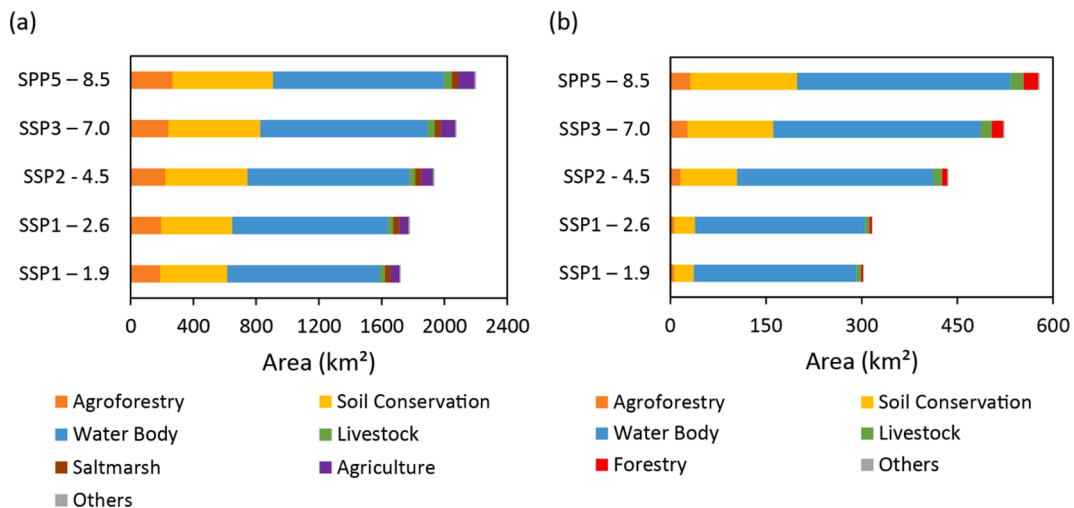 (a)
SPP5 – 8.5
SSP3 – 7.0
SSP2 - 4.5
SSP1 – 2.6
SSP1 – 1.9
0 400 800 1200 1600 2000 2400
Area (km²)
Agroforestry Soil Conservation
Water Body Livestock
Saltmarsh Agriculture
Others
(b)
SPP5 – 8.5
SSP3 – 7.0
SSP2 - 4.5
SSP1 – 2.6
SSP1 – 1.9
0 150 300 450 600
Area (km²)
Agroforestry Soil Conservation
Water Body Livestock
Forestry Others